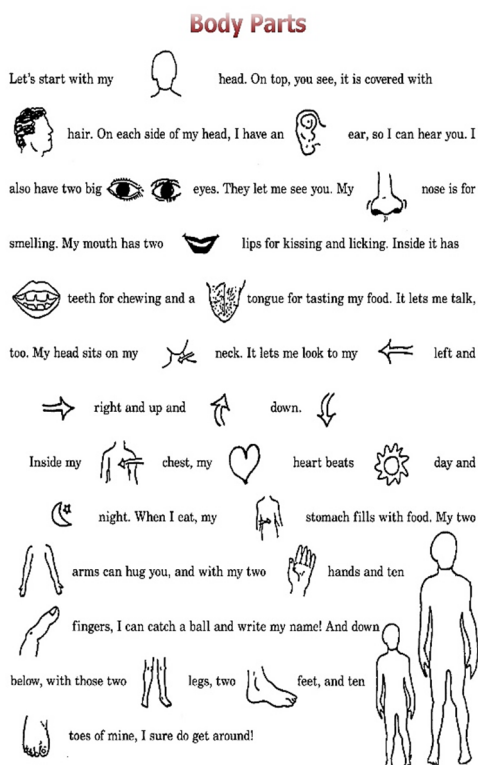 Body Parts
Let's start with my head. On top, you see, it is covered with
hair. On each side of my head, I have an ear, so I can hear you. I
also have two big eyes. They let me see you. My nose is for
smelling. My mouth has two lips for kissing and licking. Inside it has
teeth for chewing and a tongue for tasting my food. It lets me talk,
too. My head sits on my neck. It lets me look to my left and
right and up and down.
Inside my chest, my heart beats day and
night. When I eat, my stomach fills with food. My two
arms can hug you, and with my two hands and ten
fingers, I can catch a ball and write my name! And down
below, with those two legs, two feet, and ten
toes of mine, I sure do get around!